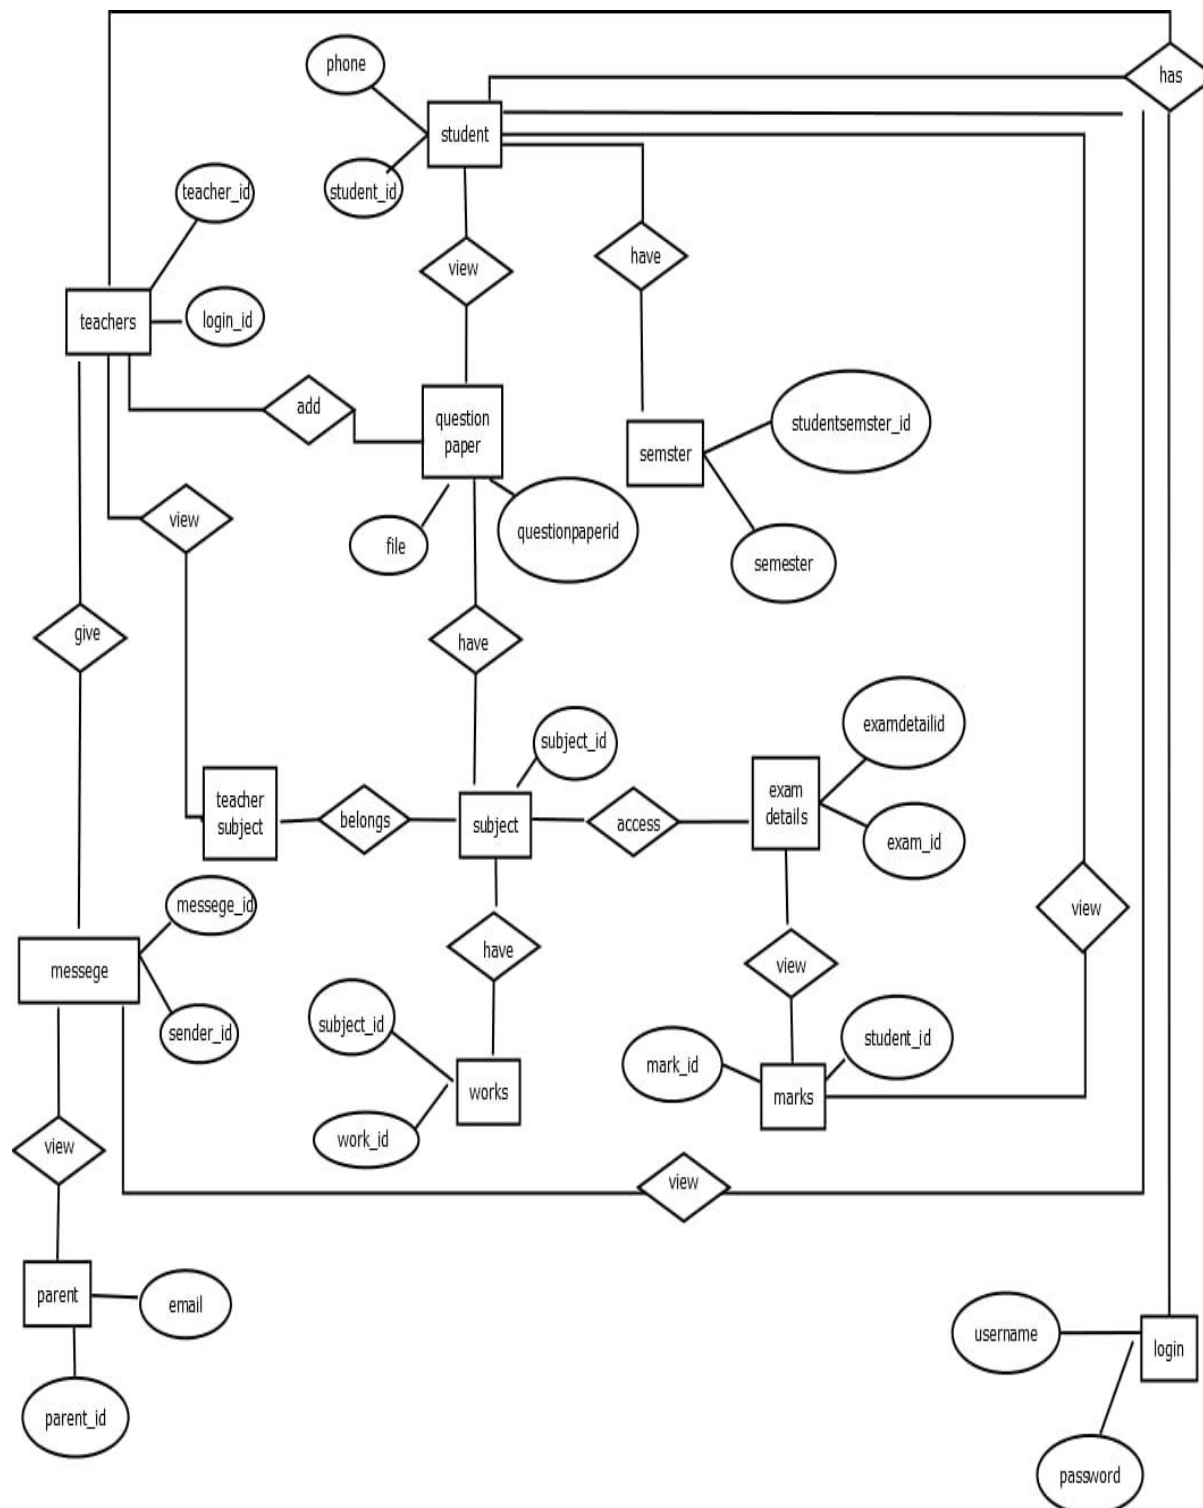 has
phone
student
student_id
teacher_id
view
have
teachers
login_id
add
question
paper
studentsemster_id
semster
view
file
questionpaperid
semester
give
have
examdetailid
subject_id
teacher
subject
belongs
subject
access
exam
details
exam_id
messege_id
view
have
view
messege
sender_id
subject_id
student_id
mark_id
works
marks
work_id
view
view
parent
email
username
login
parent_id
password